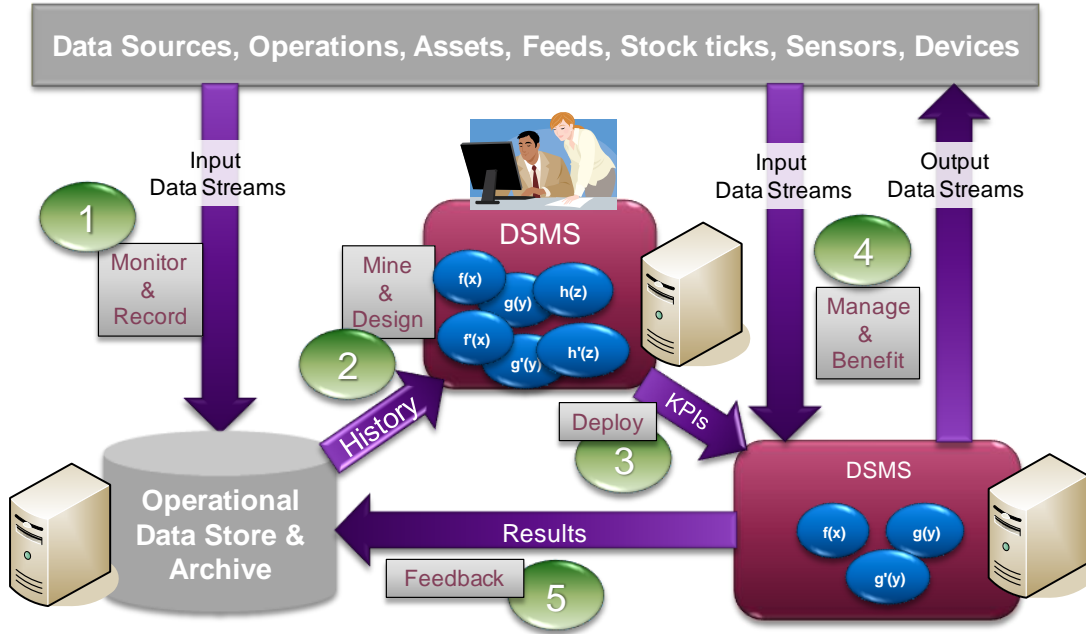 Data Sources, Operations, Assets, Feeds, Stock ticks, Sensors, Devices
Input
Data Streams
Input
Data Streams
Output
Data Streams
1
Monitor
&
Record
DSMS
Mine
&
Design
f(x)
g(y)
h(z)
f'(x)
g'(y)
h'(z)
2
4
Manage
&
Benefit
History
KPIs
Deploy
3
Operational
Data Store &
Archive
DSMS
f(x)
g(y)
g'(y)
Results
Feedback
5